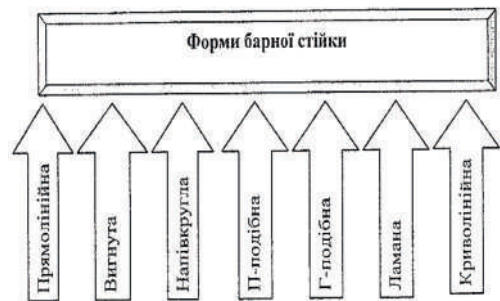 Форми барної стійки
Прямолінійна
Вигнута
Напівкругла
П-подібна
Г-подібна
Ламана
Криволінійна